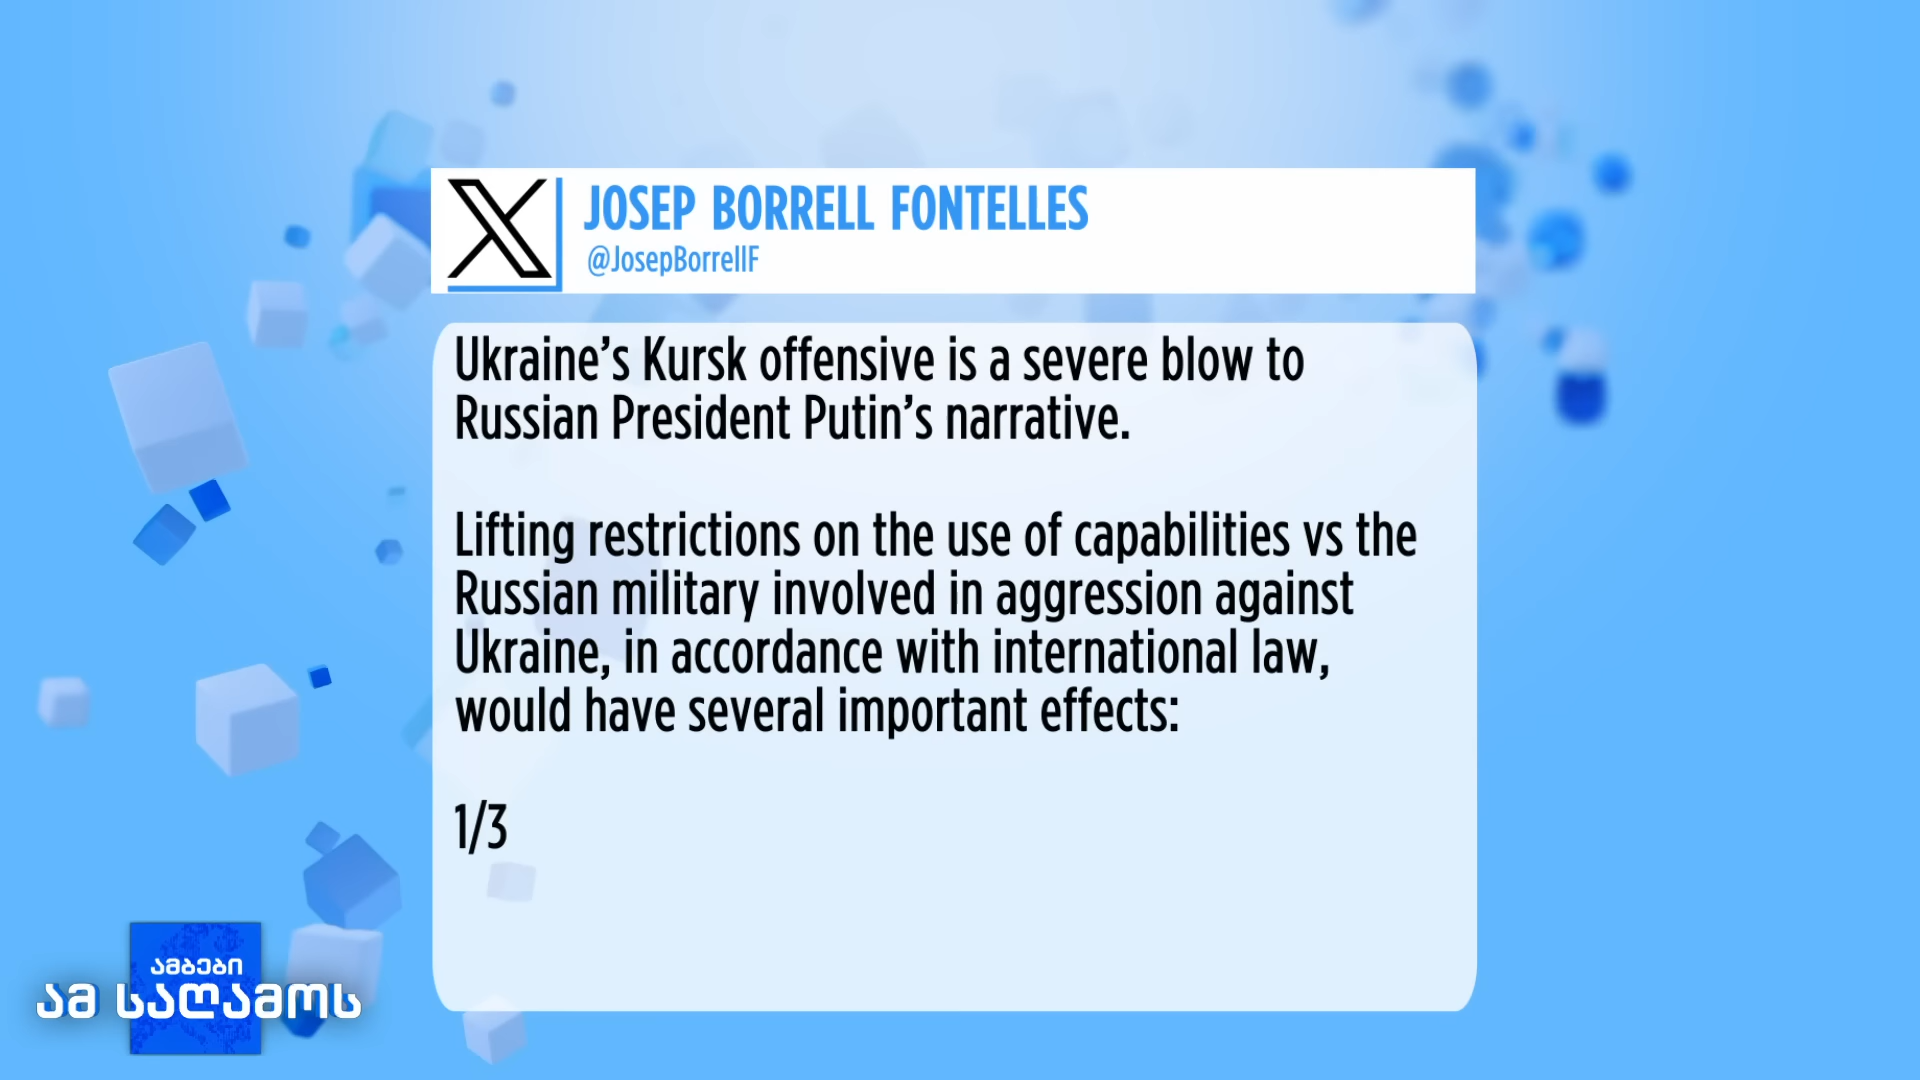 JOSEP BORRELL FONTELLES
@JosepBorrellF
Ukraine’s Kursk offensive is a severe blow to
Russian President Putin’s narrative.
Lifting restrictions on the use of capabilities vs the
Russian military involved in aggression against
Ukraine, in accordance with international law,
would have several important effects:
1/3
ამბები
ამ საღამოს